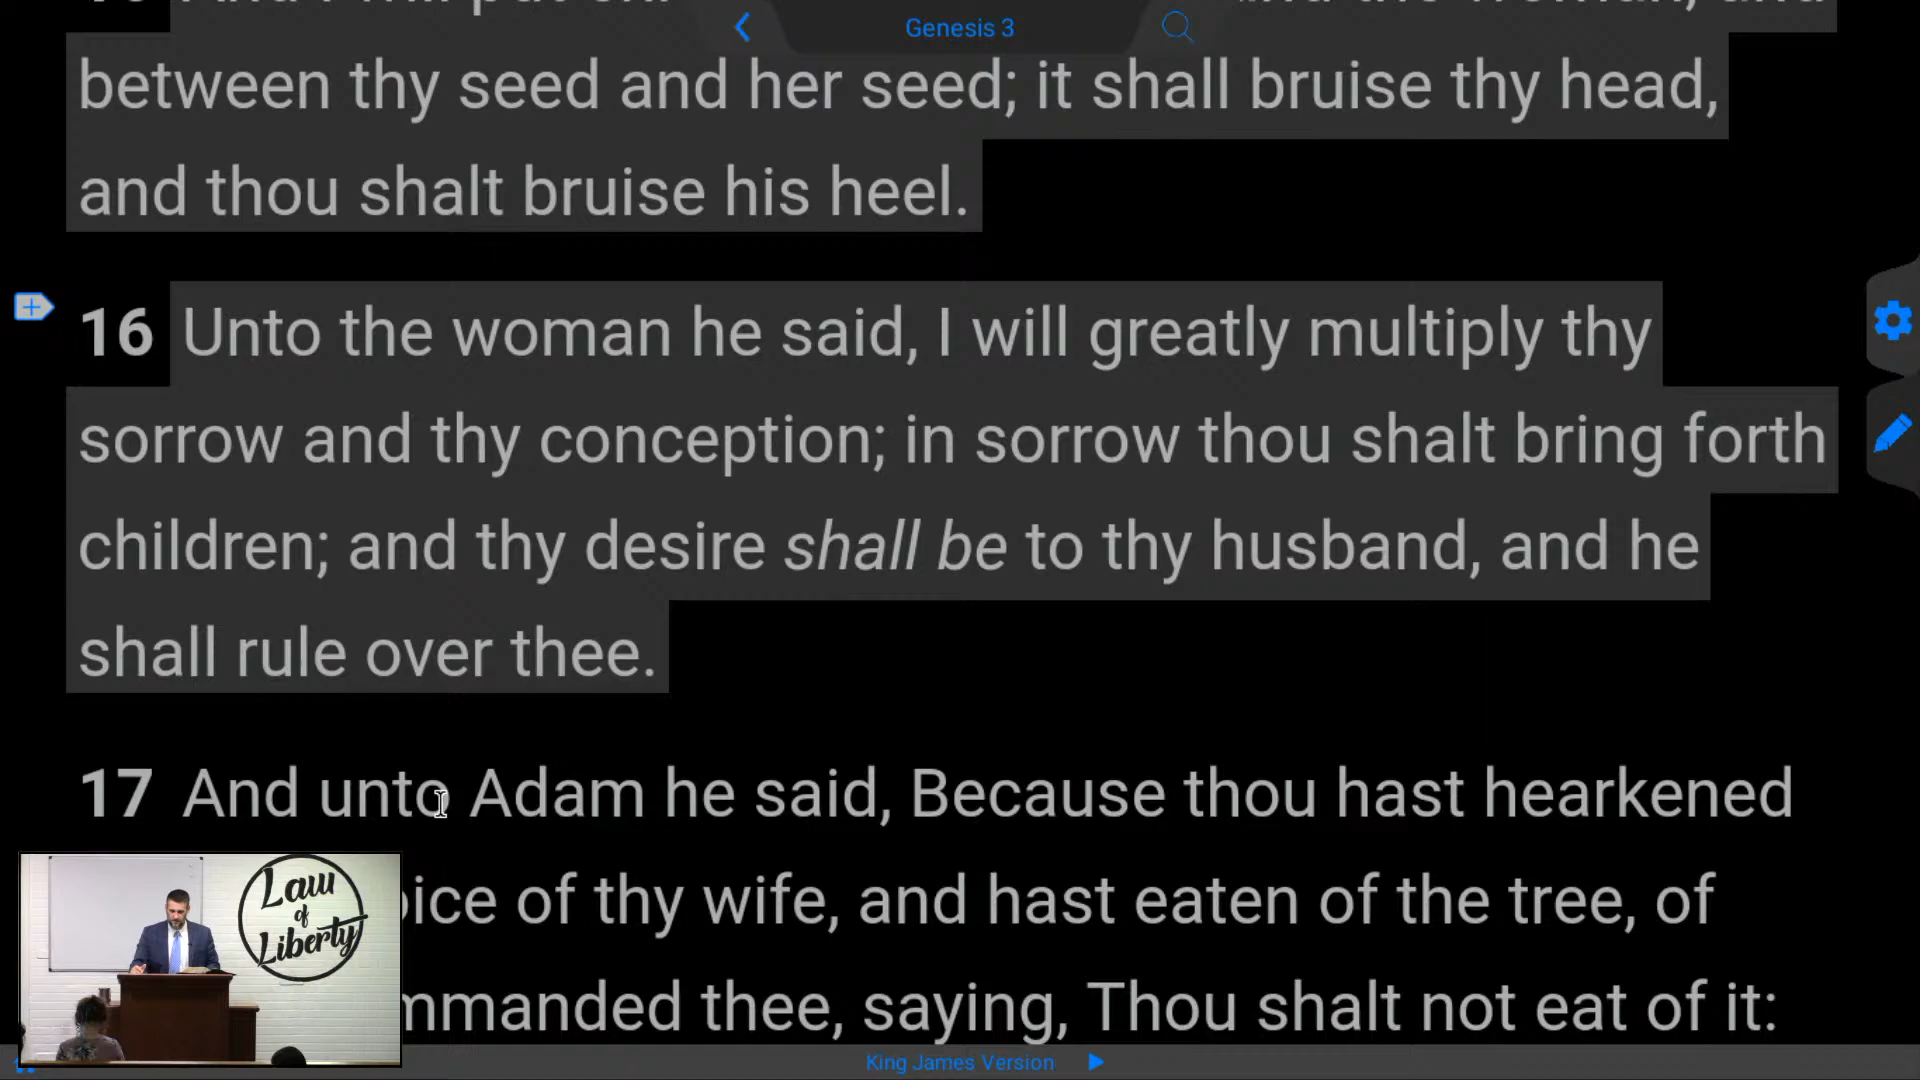 Genesis 3
between thy seed and her seed; it shall bruise thy head,
and thou shalt bruise his heel.
16 Unto the woman he said, I will greatly multiply thy
sorrow and thy conception; in sorrow thou shalt bring forth
children; and thy desire shall be to thy husband, and he
shall rule over thee.
17 And unto Adam he said, Because thou hast hearkened
of thy wife, and hast eaten of the tree, of
thee, saying, Thou shalt not eat of it:
Law
of
Liberty
King James Version